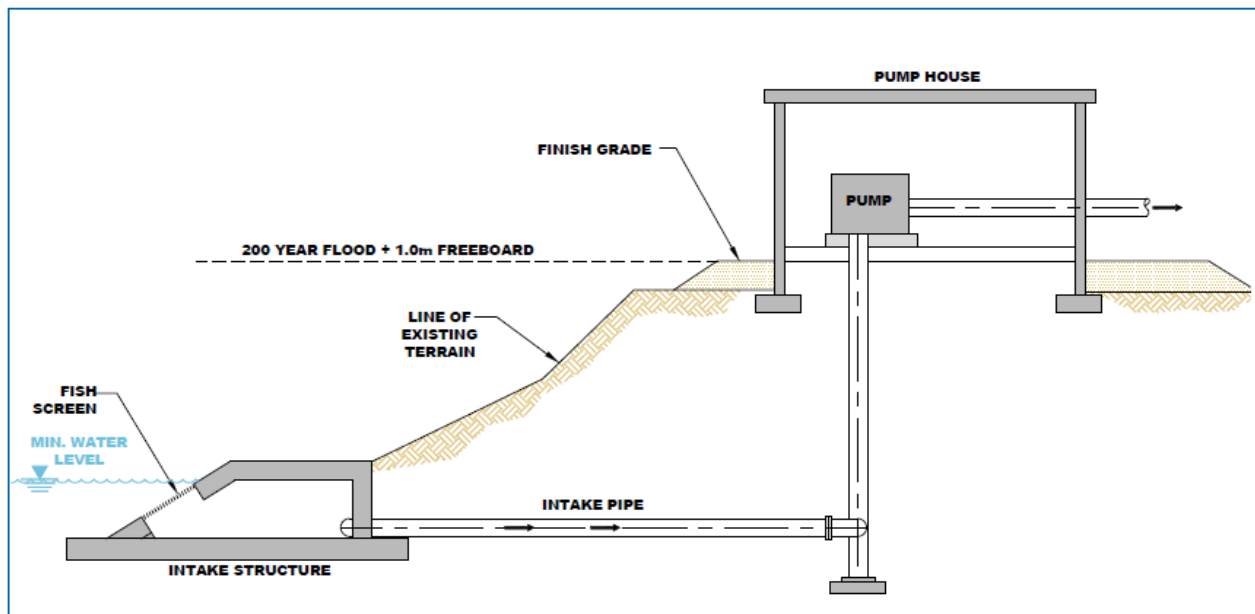 PUMP HOUSE
FINISH GRADE
PUMP
200 YEAR FLOOD + 1.0m FREEBOARD
LINE OF
EXISTING
TERRAIN
FISH
SCREEN
MIN. WATER
LEVEL
INTAKE PIPE
INTAKE STRUCTURE